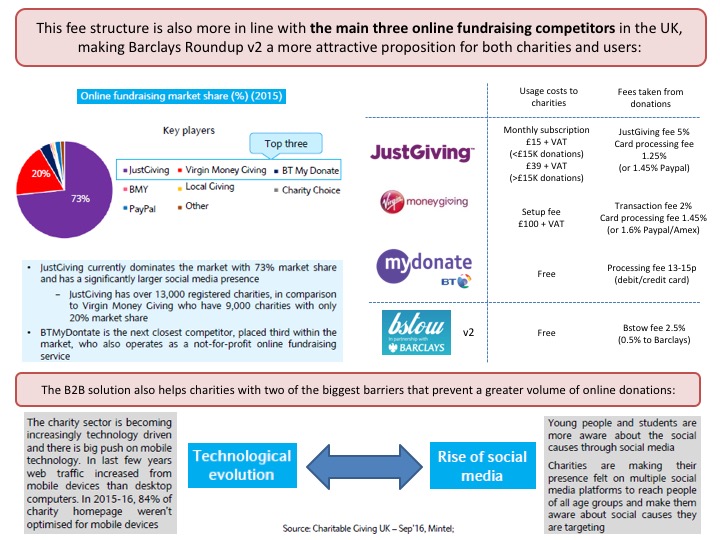 This fee structure is also more in line with the main three online fundraising competitors in the UK,
making Barclays Roundup v2 a more attractive proposition for both charities and users:
Online fundraising market share (%) (2015)
Key players
Top three
20%
73%
JustGiving
Virgin Money Giving
BT My Donate
BMY
Local Giving
Charity Choice
PayPal
Other
• JustGiving currently dominates the market with 73% market share
and has a significantly larger social media presence
– JustGiving has over 13,000 registered charities, in comparison
to Virgin Money Giving who have 9,000 charities with only
20% market share
• BTMyDontate is the next closest competitor, placed third within the
market, who also operates as a not-for-profit online fundraising
service
Usage costs to
charities
Fees taken from
donations
JustGiving™
Monthly subscription
£15 + VAT
(<£15K donations)
£39 + VAT
(>£15K donations)
JustGiving fee 5%
Card processing fee
1.25%
(or 1.45% Paypal)
Virgin moneygiving
Setup fee
£100 + VAT
Transaction fee 2%
Card processing fee 1.45%
(or 1.6% Paypal/Amex)
mydonate
BT
Free
Processing fee 13-15p
(debit/credit card)
bstow
in partnership with
BARCLAYS
v2
Free
Bstow fee 2.5%
(0.5% to Barclays)
The B2B solution also helps charities with two of the biggest barriers that prevent a greater volume of online donations:
The charity sector is becoming
increasingly technology driven
and there is big push on mobile
technology. In last few years
web traffic increased from
mobile devices than desktop
computers. In 2015-16, 84% of
charity homepage weren't
optimised for mobile devices
Technological
evolution
Rise of social
media
Young people and students are
more aware about the social
causes through social media
Charities are making their
presence felt on multiple social
media platforms to reach people
of all age groups and make them
aware about social causes they
are targeting
Source: Charitable Giving UK – Sep'16, Mintel;